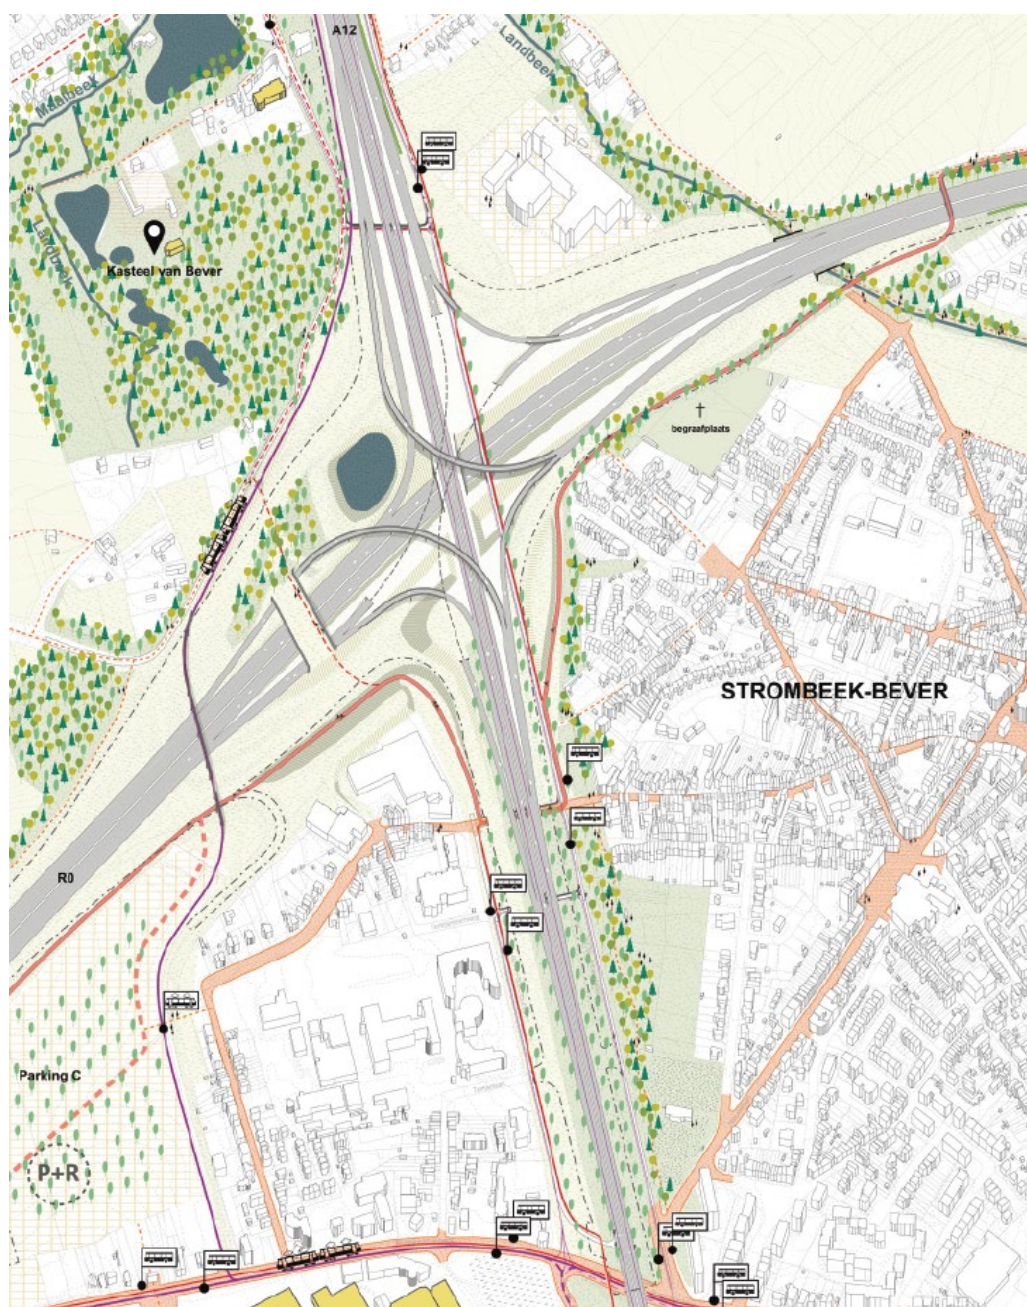 A12
Landbeek
Maalbeek
Landbeek
Kasteel van Bever
begraafplaats
STROMBEEK-BEVER
R0
Parking C
P+R